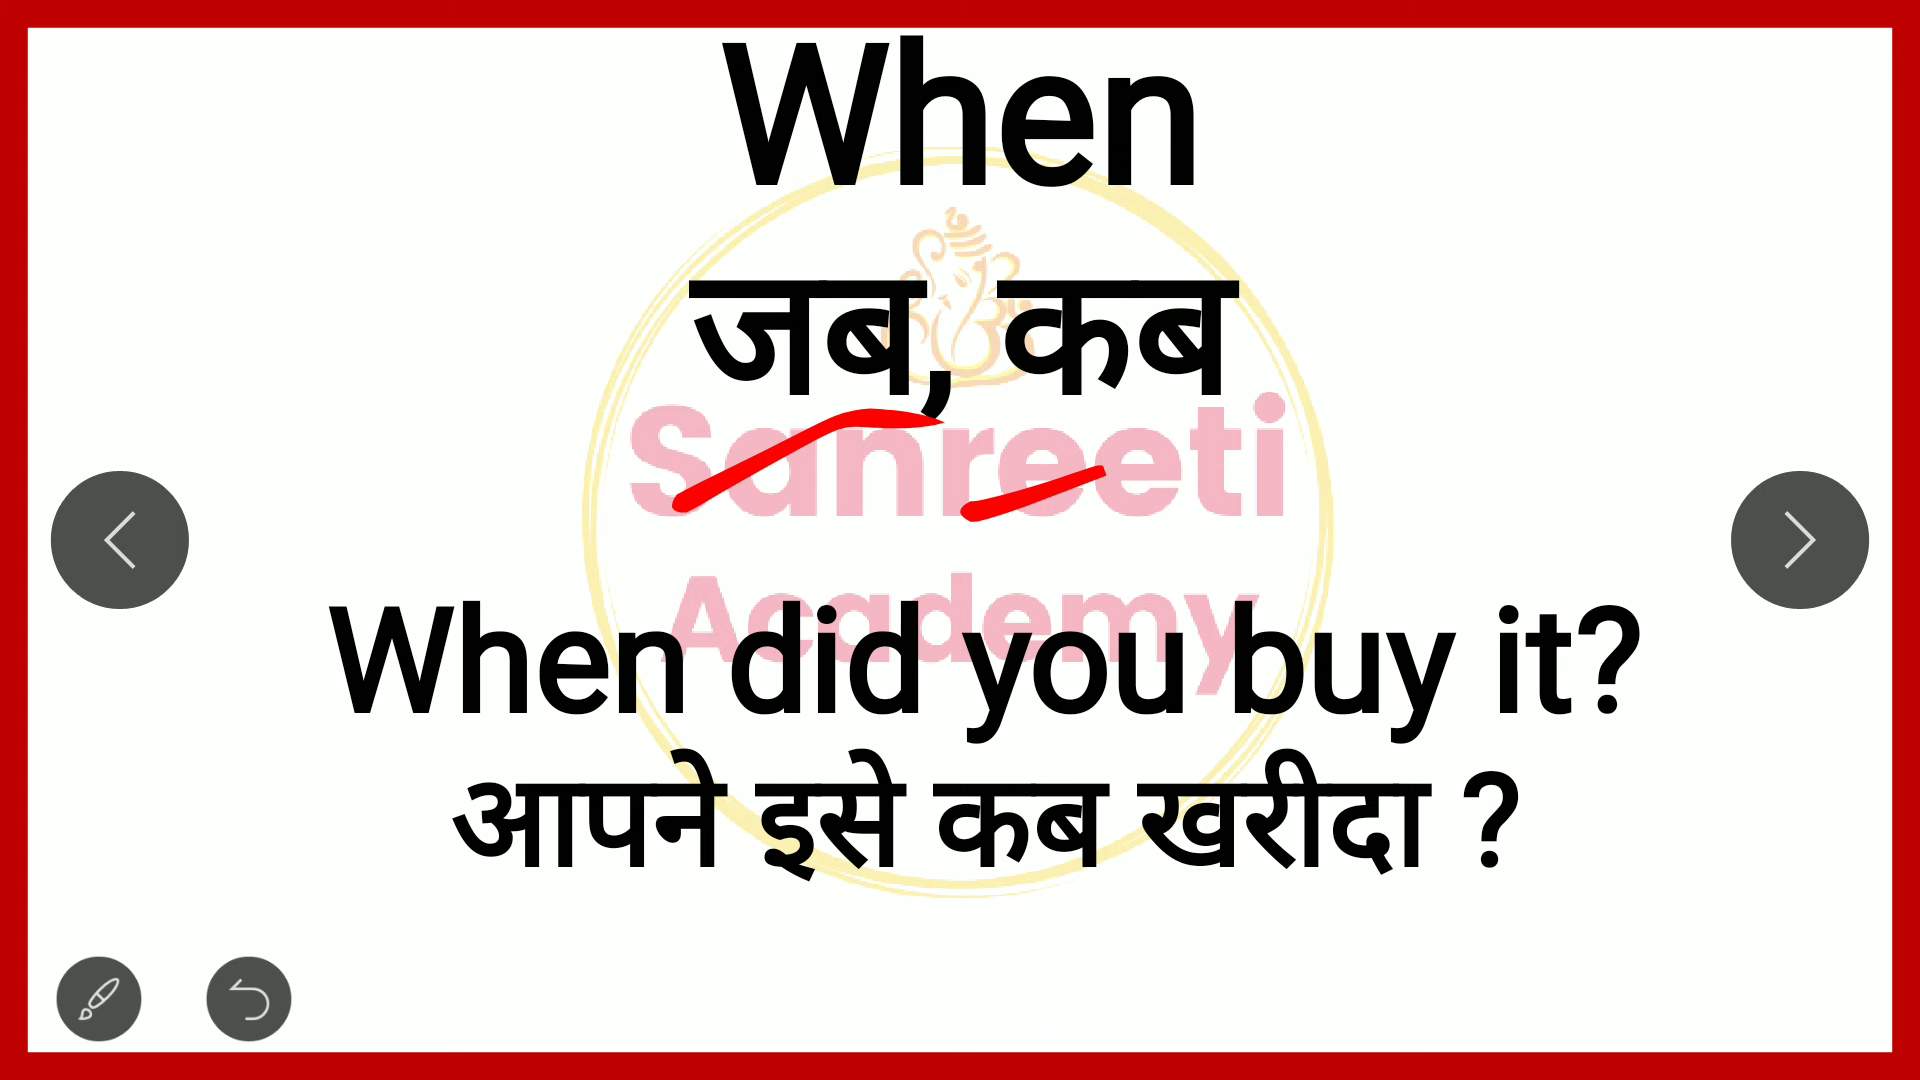 When
जब, कब
Sanreeti
Academy
When did you buy it?
आपने इसे कब खरीदा ?